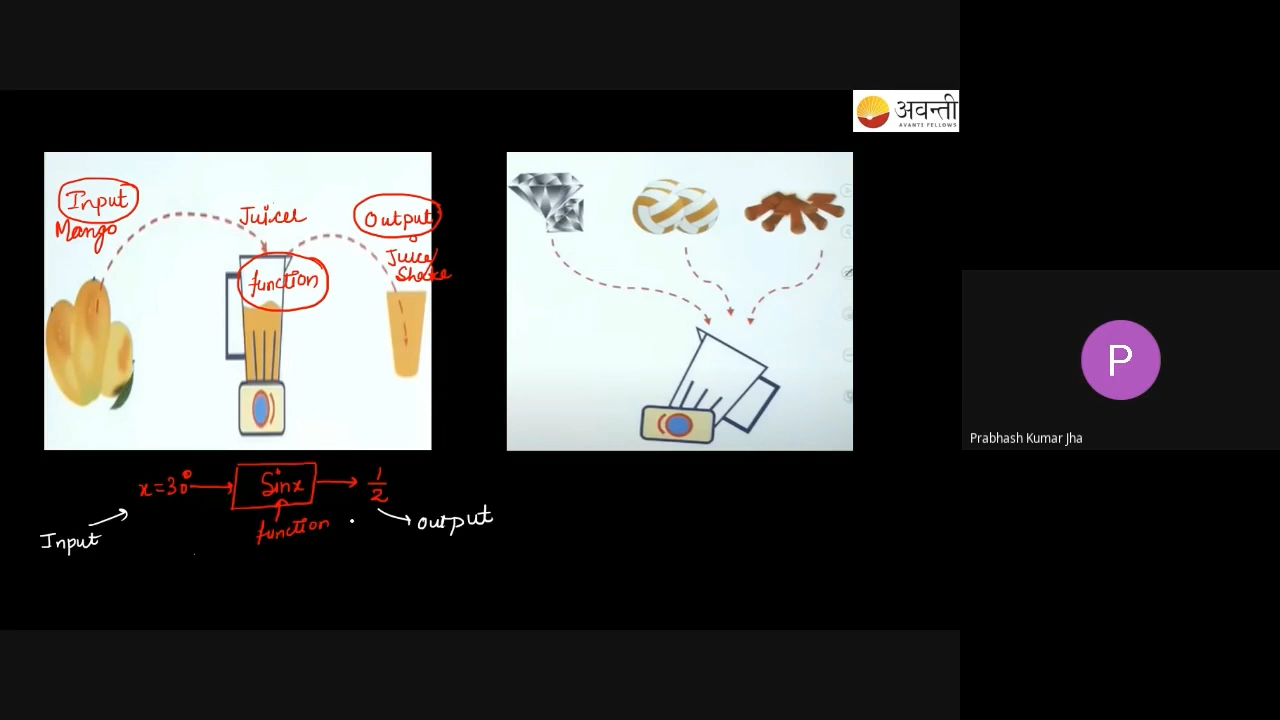 अवन्ती
AVANTI FELLOWS
Input
Mango
Juicer
Output
Juice/
Shake
function
x=30° → Sinx → 1/2
function
Input
output
P
Prabhash Kumar Jha